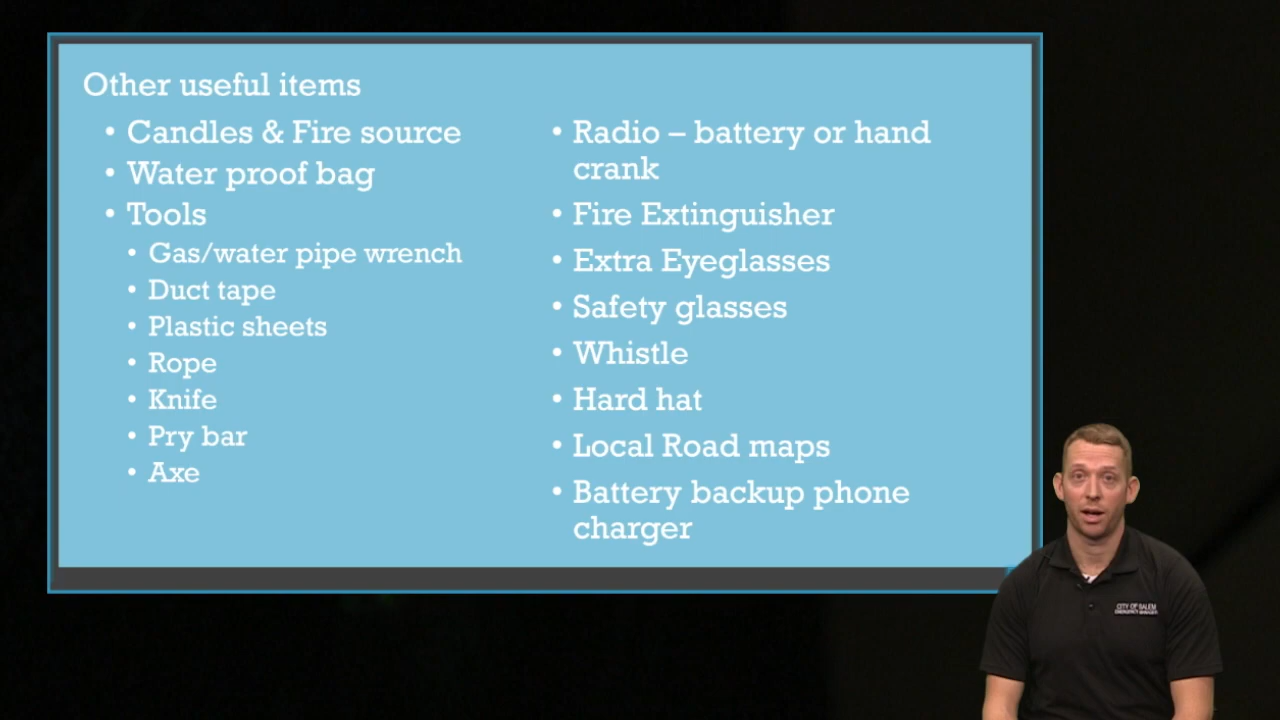 Other useful items
• Candles & Fire source
• Water proof bag
• Tools
• Gas/water pipe wrench
• Duct tape
• Plastic sheets
• Rope
• Knife
• Pry bar
• Axe
• Radio – battery or hand
crank
• Fire Extinguisher
• Extra Eyeglasses
• Safety glasses
• Whistle
• Hard hat
• Local Road maps
• Battery backup phone
charger
CITY OF SALEM